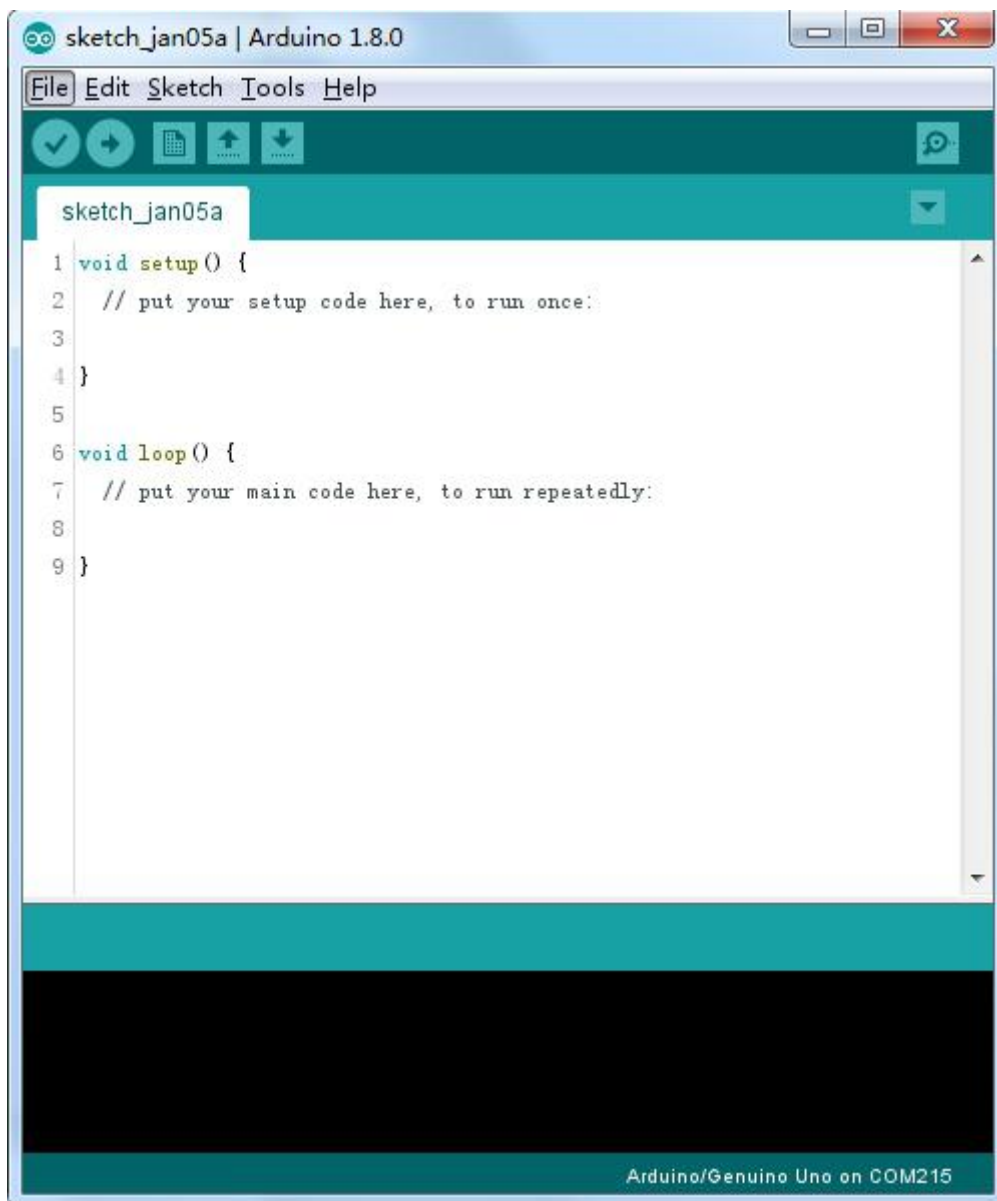 sketch_jan05a | Arduino 1.8.0
File Edit Sketch Tools Help
sketch_jan05a
1 void setup() {
2 // put your setup code here, to run once:
3
4 }
5
6 void loop() {
7 // put your main code here, to run repeatedly:
8
9 }
Arduino/Genuino Uno on COM215